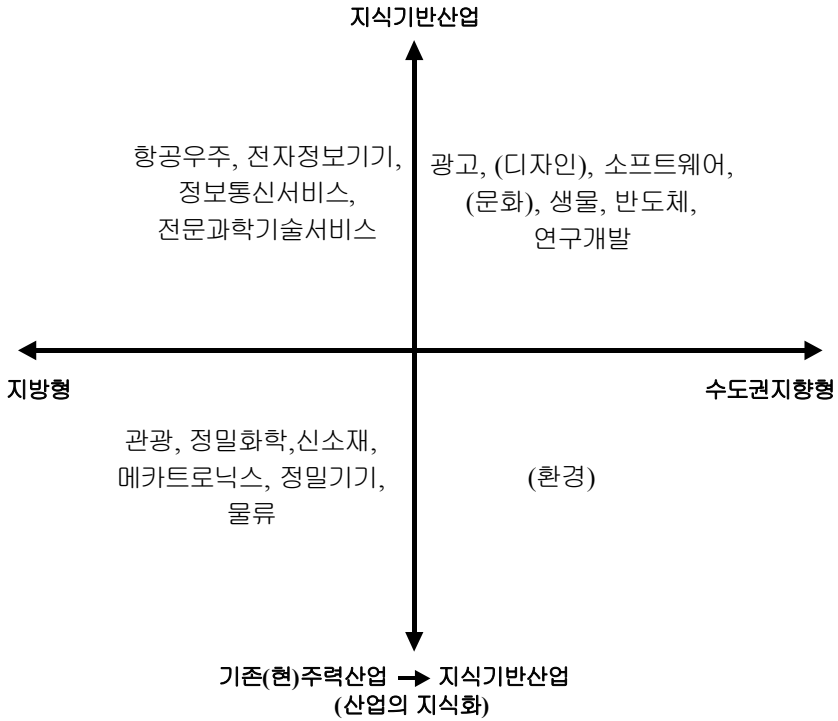 지식기반산업
항공우주, 전자정보기기,
정보통신서비스,
전문과학기술서비스
광고, (디자인), 소프트웨어,
(문화), 생물, 반도체,
연구개발
지방형
수도권지향형
관광, 정밀화학,신소재,
메카트로닉스, 정밀기기,
물류
(환경)
기존(현)주력산업 → 지식기반산업
(산업의 지식화)